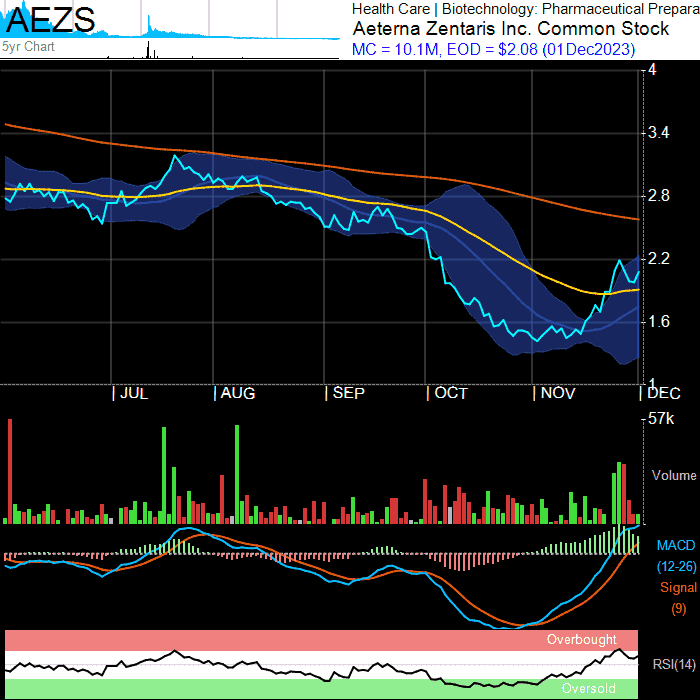 AEZS
5yr Chart
Health Care | Biotechnology: Pharmaceutical Prepara
Aeterna Zentaris Inc. Common Stock
MC = 10.1M, EOD = $2.08 (01Dec2023)
4
3.4
2.8
2.2
1.6
1
JUL
AUG
SEP
OCT
NOV
DEC
57k
Volume
MACD
(12-26)
Signal
(9)
Overbought
RSI(14)
Oversold